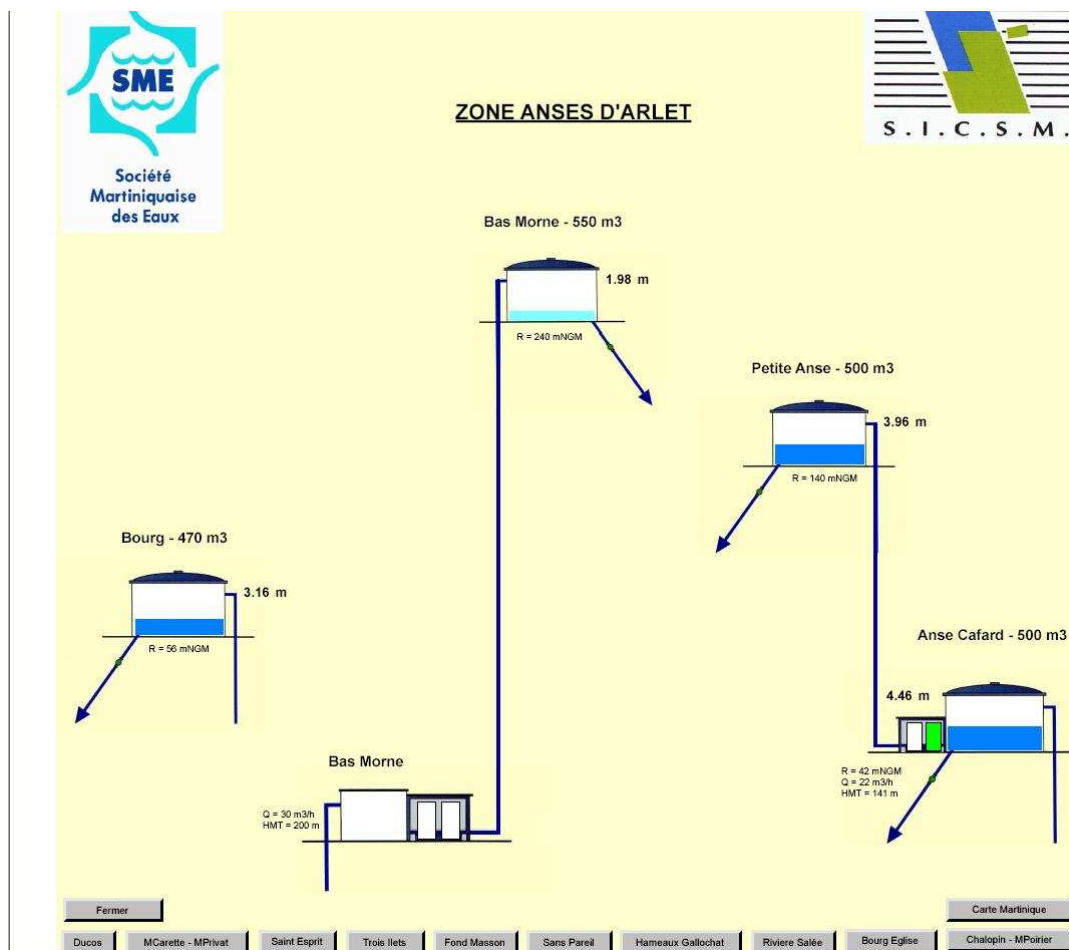 SME
Société
Martiniquaise
des Eaux
ZONE ANSES D'ARLET
S.I.C.S.M.
Bas Morne - 550 m3
1.98 m
R = 240 mNGM
Petite Anse - 500 m3
3.96 m
R = 140 mNGM
Bourg - 470 m3
3.16 m
R = 56 mNGM
Anse Cafard - 500 m3
4.46 m
R = 42 mNGM
Q = 22 m3/h
HMT = 141 m
Bas Morne
Q = 30 m3/h
HMT = 200 m
Fermer
Carte Martinique
Ducos
MCarette - MPrivat
Saint Esprit
Trois Ilets
Fond Masson
Sans Pareil
Hameaux Gallochat
Riviere Salée
Bourg Eglise
Chalopin - MPoirier